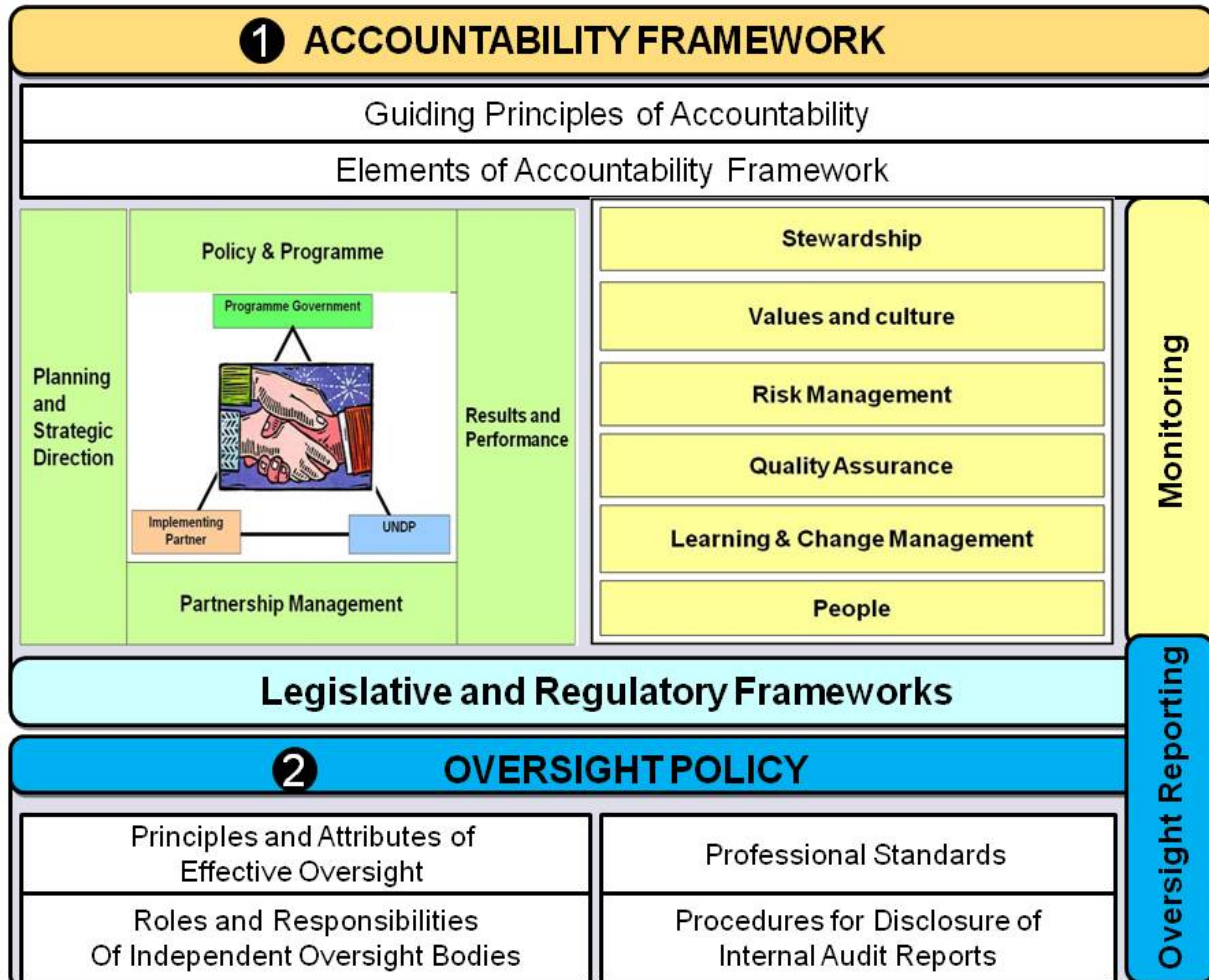 1 ACCOUNTABILITY FRAMEWORK
Guiding Principles of Accountability
Elements of Accountability Framework
Planning
and
Strategic
Direction
Policy & Programme
Programme Government
Implementing
Partner
UNDP
Partnership Management
Results and
Performance
Stewardship
Values and culture
Risk Management
Quality Assurance
Learning & Change Management
People
Monitoring
Legislative and Regulatory Frameworks
2 OVERSIGHT POLICY
Principles and Attributes of
Effective Oversight
Professional Standards
Roles and Responsibilities
Of Independent Oversight Bodies
Procedures for Disclosure of
Internal Audit Reports
Oversight Reporting